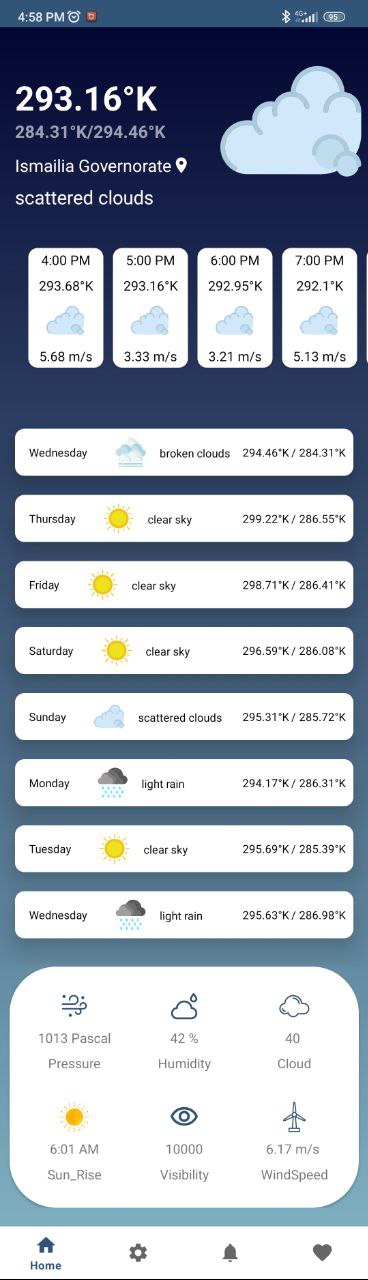 4:58 PM 4G+ 95
293.16°K
284.31°K/294.46°K
Ismailia Governorate
scattered clouds
4:00 PM 5:00 PM 6:00 PM 7:00 PM
293.68°K 293.16°K 292.95°K 292.1°K
5.68 m/s 3.33 m/s 3.21 m/s 5.13 m/s
Wednesday broken clouds 294.46°K / 284.31°K
Thursday clear sky 299.22°K / 286.55°K
Friday clear sky 298.71°K / 286.41°K
Saturday clear sky 296.59°K / 286.08°K
Sunday scattered clouds 295.31°K / 285.72°K
Monday light rain 294.17°K / 286.31°K
Tuesday clear sky 295.69°K / 285.39°K
Wednesday light rain 295.63°K / 286.98°K
1013 Pascal 42 % 40
Pressure Humidity Cloud
6:01 AM 10000 6.17 m/s
Sun_Rise Visibility WindSpeed
Home